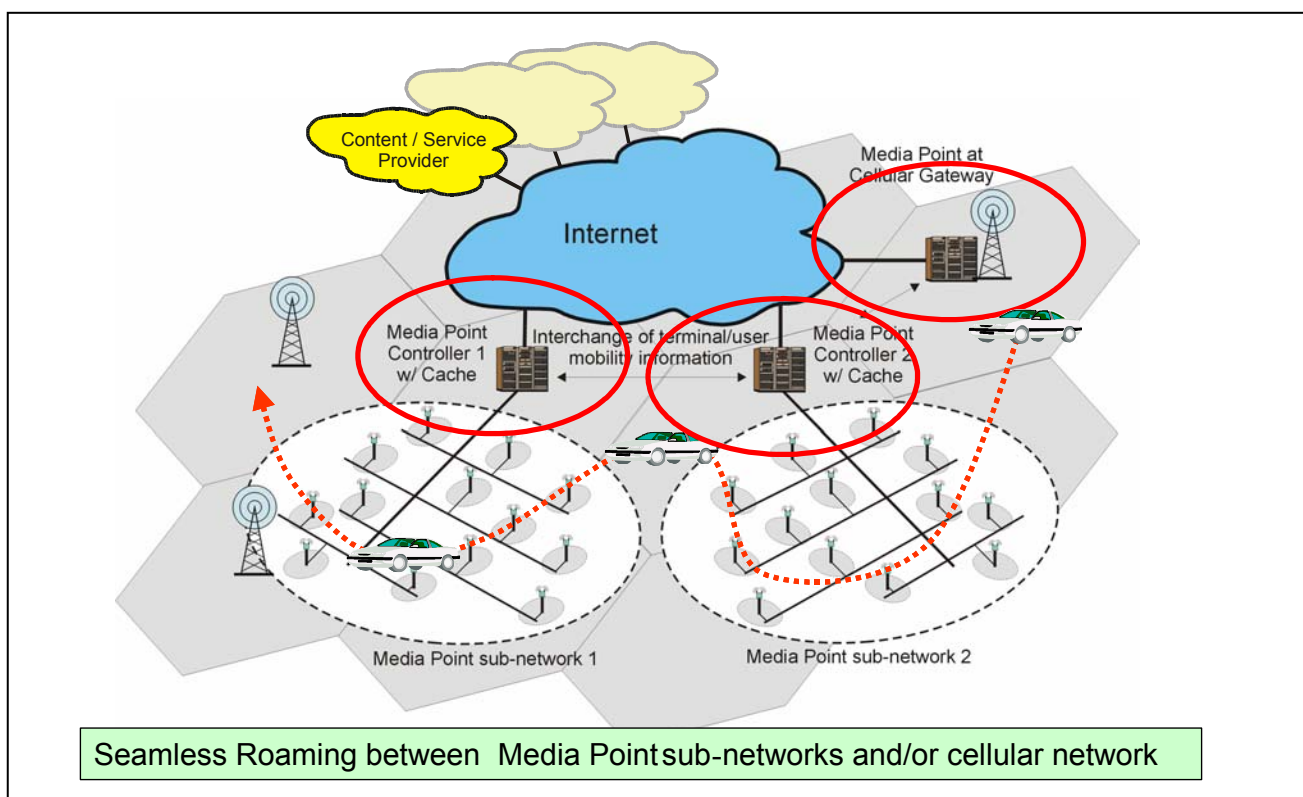 Content / Service
Provider
Media Point at
Cellular Gateway
Internet
Media Point
Controller 1
w/ Cache
Interchange of terminal/user
mobility information
Media Point
Controller 2
w/ Cache
Media Point sub-network 1
Media Point sub-network 2
Seamless Roaming between Media Point sub-networks and/or cellular network